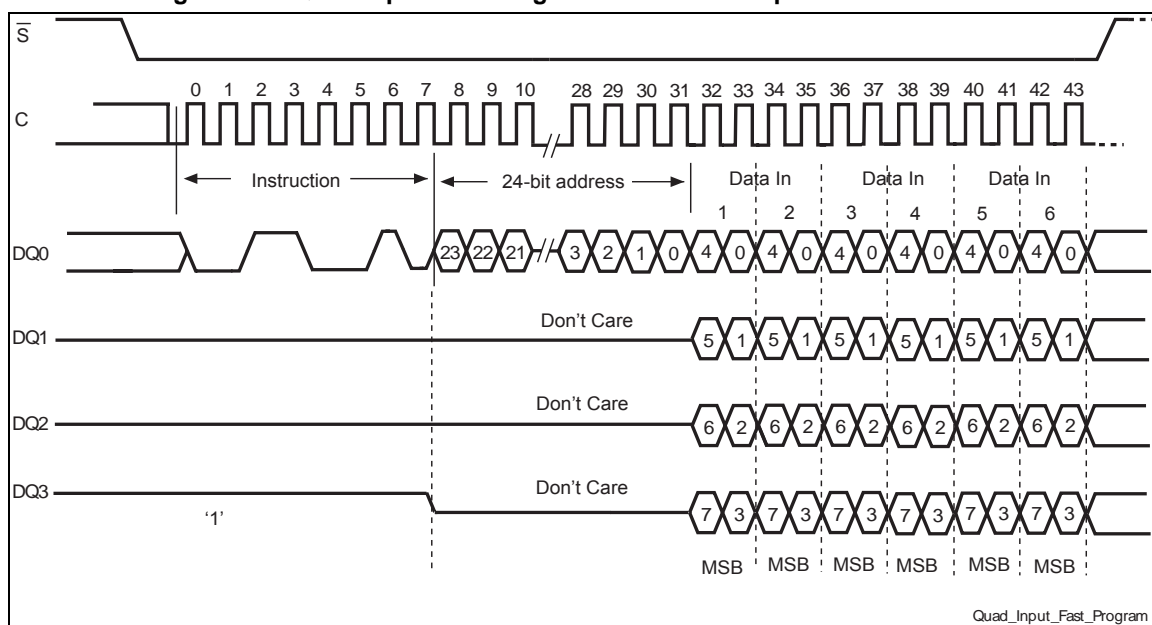 S
0 1 2 3 4 5 6 7 8 9 10 28 29 30 31 32 33 34 35 36 37 38 39 40 41 42 43
C
Instruction 24-bit address Data In Data In Data In
1 2 3 4 5 6
DQ0 23 22 21 3 2 1 0 4 0 4 0 4 0 4 0 4 0 4 0
Don't Care
DQ1 5 1 5 1 5 1 5 1 5 1 5 1
Don't Care
DQ2 6 2 6 2 6 2 6 2 6 2 6 2
Don't Care
DQ3 7 3 7 3 7 3 7 3 7 3 7 3
‘1’
MSB MSB MSB MSB MSB MSB
Quad_Input_Fast_Program